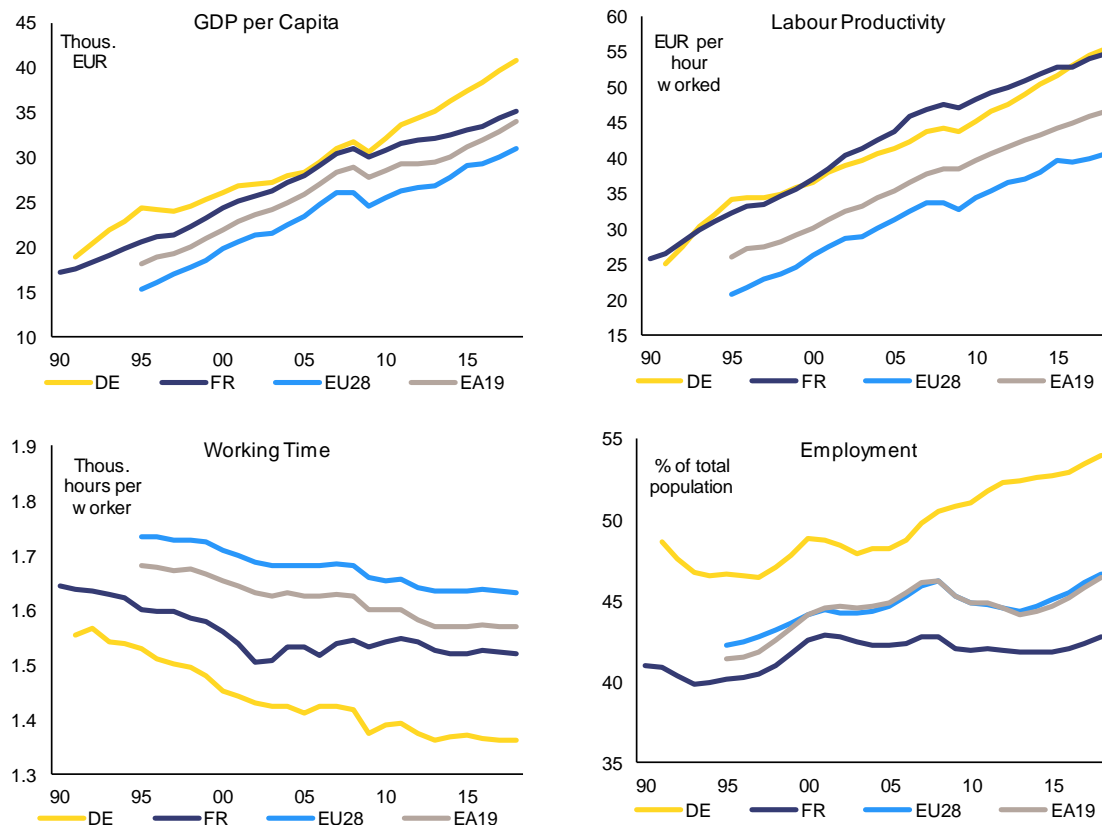 GDP per Capita
Thous.
EUR
45
40
35
30
25
20
15
10
90 95 00 05 10 15
DE FR EU28 EA19
Labour Productivity
EUR per
hour
worked
60
55
50
45
40
35
30
25
20
15
90 95 00 05 10 15
DE FR EU28 EA19
Working Time
Thous.
hours per
worker
1.9
1.8
1.7
1.6
1.5
1.4
1.3
90 95 00 05 10 15
DE FR EU28 EA19
Employment
% of total
population
55
50
45
40
35
90 95 00 05 10 15
DE FR EU28 EA19